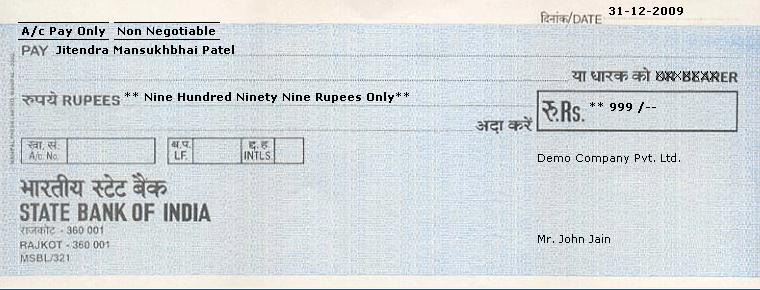 दिनांक/DATE 31-12-2009
A/c Pay Only Non Negotiable
PAY Jitendra Mansukhbhai Patel
या धारक को OR BEARER
रुपये RUPEES ** Nine Hundred Ninety Nine Rupees Only**
अदा करें रु.Rs. ** 999 /--
खा. सं. ब.प. ह.ह
A/c. No. LF. INTLS.
Demo Company Pvt. Ltd.
भारतीय स्टेट बैंक
STATE BANK OF INDIA
राजकोट - 360 001
RAJKOT - 360 001
MSBL/321
Mr. John Jain